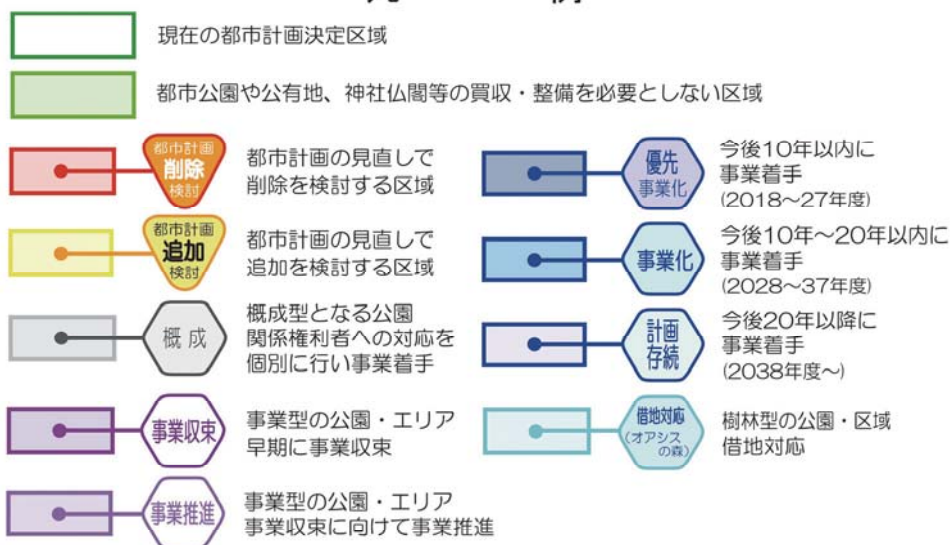 現在の都市計画決定区域
都市公園や公有地、神社仏閣等の買収・整備を必要としない区域
都市計画
削除
検討
都市計画の見直しで
削除を検討する区域
都市計画
追加
検討
都市計画の見直しで
追加を検討する区域
概成
概成型となる公園
関係権利者への対応を
個別に行い事業着手
事業収束
事業型の公園・エリア
早期に事業収束
事業推進
事業型の公園・エリア
事業収束に向けて事業推進
優先
事業化
今後10年以内に
事業着手
(2018〜27年度)
事業化
今後10年〜20年以内に
事業着手
(2028〜37年度)
計画
存続
今後20年以降に
事業着手
(2038年度〜)
借地対応
(オアシス
の森)
樹林型の公園・区域
借地対応